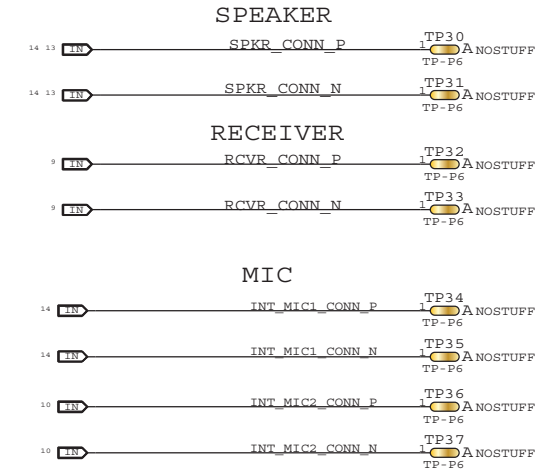 SPEAKER
TP30
14 13 IN SPKR_CONN_P 1 A NOSTUFF
TP-P6
TP31
14 13 IN SPKR_CONN_N 1 A NOSTUFF
TP-P6
RECEIVER
TP32
9 IN RCVR_CONN_P 1 A NOSTUFF
TP-P6
TP33
9 IN RCVR_CONN_N 1 A NOSTUFF
TP-P6
MIC
TP34
14 IN INT_MIC1_CONN_P 1 A NOSTUFF
TP-P6
TP35
14 IN INT_MIC1_CONN_N 1 A NOSTUFF
TP-P6
TP36
10 IN INT_MIC2_CONN_P 1 A NOSTUFF
TP-P6
TP37
10 IN INT_MIC2_CONN_N 1 A NOSTUFF
TP-P6